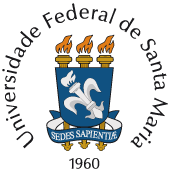 Universidade Federal de Santa Maria
SEDES SAPIENTIÆ
1960